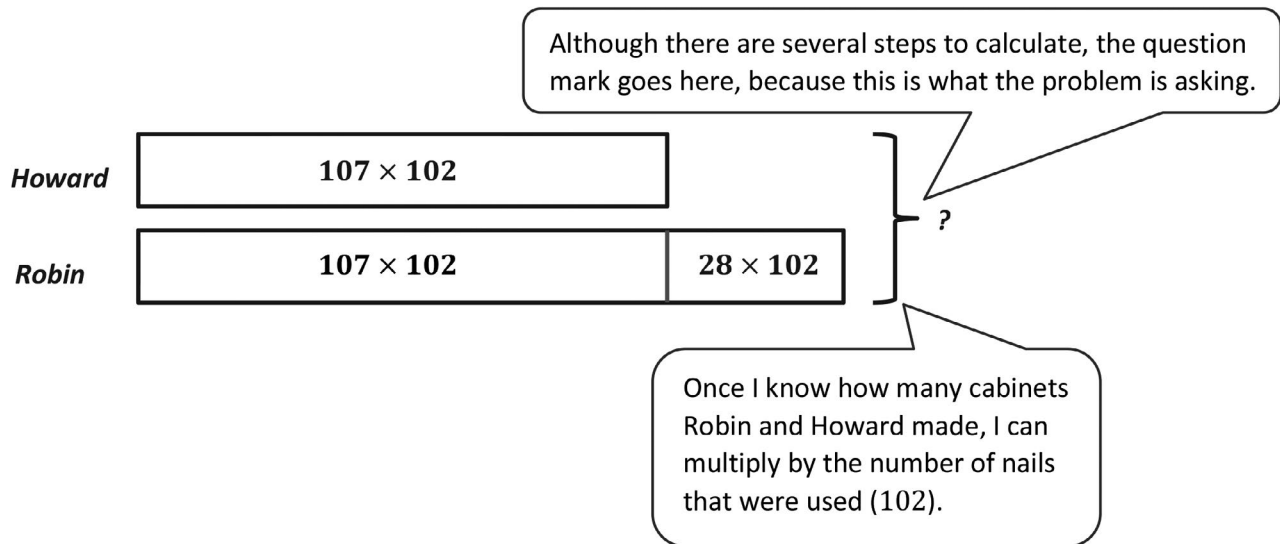 Although there are several steps to calculate, the question
mark goes here, because this is what the problem is asking.
Howard
107 × 102
?
Robin
107 × 102
28 × 102
Once I know how many cabinets
Robin and Howard made, I can
multiply by the number of nails
that were used (102).